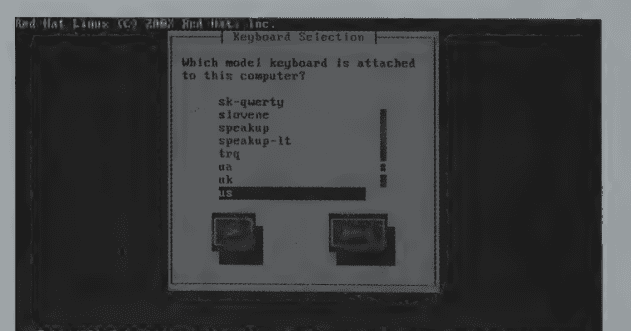 Red Hat Linux (C) 2003 Red Hat, Inc.
Keyboard Selection
Which model keyboard is attached
to this computer?
sk-qwerty
slovene
speakup
speakup-lt
trq
ua
uk
us